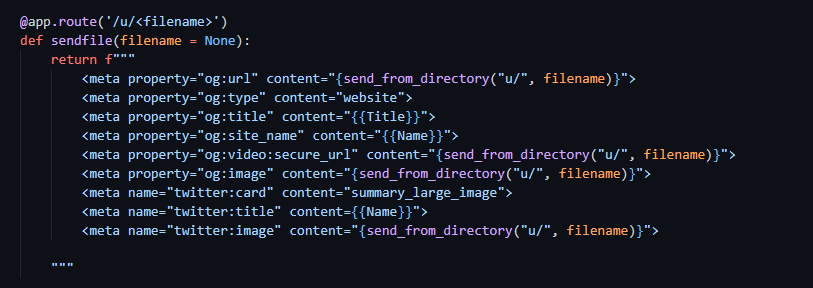 @app.route('/u/<filename>')
def sendfile(filename = None):
    return f"""
        <meta property="og:url" content="{send_from_directory("u/", filename)}">
        <meta property="og:type" content="website">
        <meta property="og:title" content="{{Title}}">
        <meta property="og:site_name" content="{{Name}}">
        <meta property="og:video:secure_url" content="{send_from_directory("u/", filename)}">
        <meta property="og:image" content="{send_from_directory("u/", filename)}">
        <meta name="twitter:card" content="summary_large_image">
        <meta name="twitter:title" content={{Name}}">
        <meta name="twitter:image" content="{send_from_directory("u/", filename)}">

    """